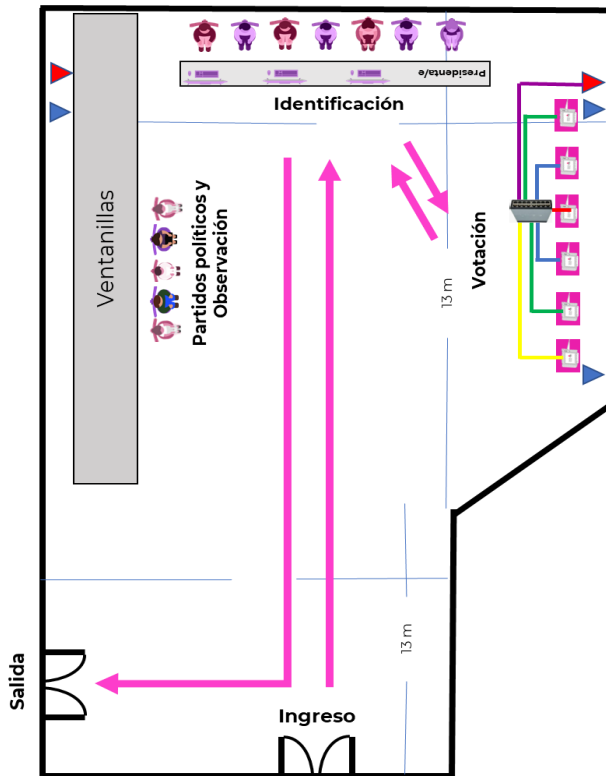 Presidenta/e
Identificación
Ventanillas
Partidos políticos y
Observación
Votación
13 m
13 m
Salida
Ingreso